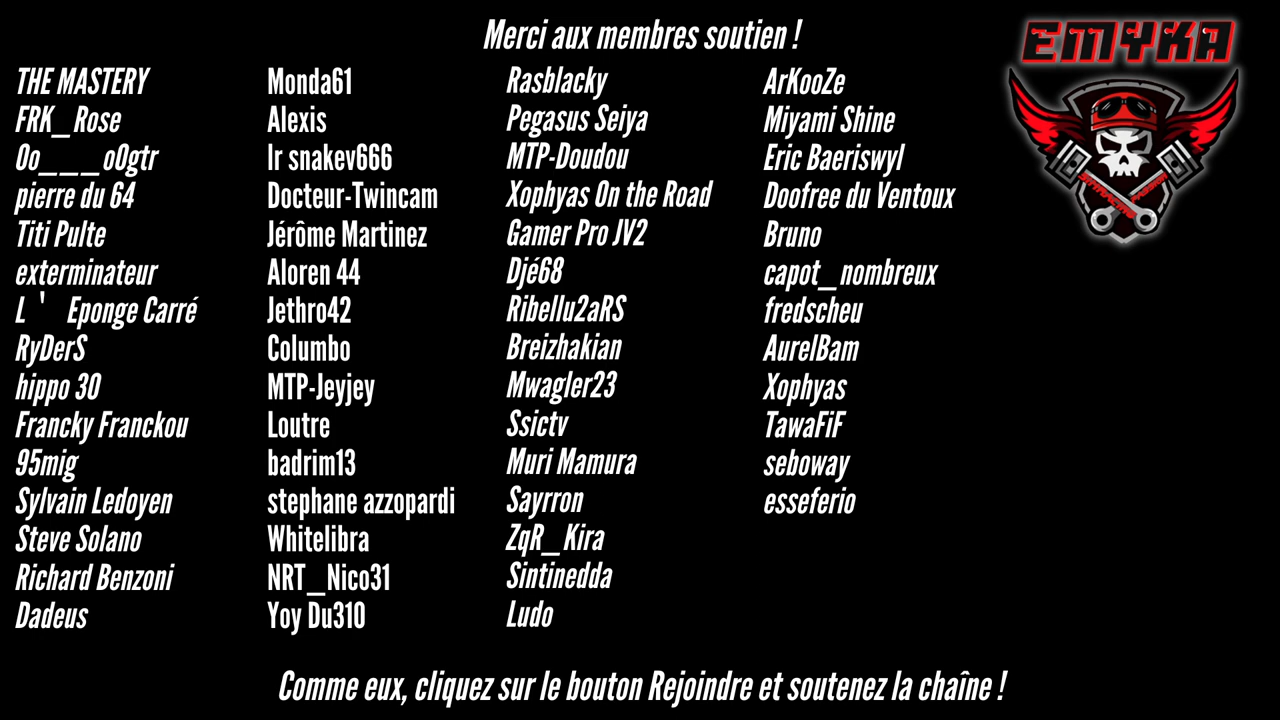 Merci aux membres soutien !
EMYKA
THE MASTERY
FRK_Rose
Oo___oOgtr
pierre du 64
Titi Pulte
exterminateur
L ' Eponge Carré
RyDerS
hippo 30
Francky Franckou
95mig
Sylvain Ledoyen
Steve Solano
Richard Benzoni
Dadeus
Monda61
Alexis
Ir snakev666
Docteur-Twincam
Jérôme Martinez
Aloren 44
Jethro42
Columbo
MTP-Jeyjey
Loutre
badrim13
stephane azzopardi
Whitelibra
NRT_Nico31
Yoy Du310
Rasblacky
Pegasus Seiya
MTP-Doudou
Xophyas On the Road
Gamer Pro JV2
Djé68
Ribellu2aRS
Breizhakian
Mwagler23
Ssictv
Muri Mamura
Sayrron
ZqR_Kira
Sintinedda
Ludo
ArKooZe
Miyami Shine
Eric Baeriswyl
Doofree du Ventoux
Bruno
capot_nombreux
fredscheu
AurelBam
Xophyas
TawaFiF
seboway
esseferio
Comme eux, cliquez sur le bouton Rejoindre et soutenez la chaîne !